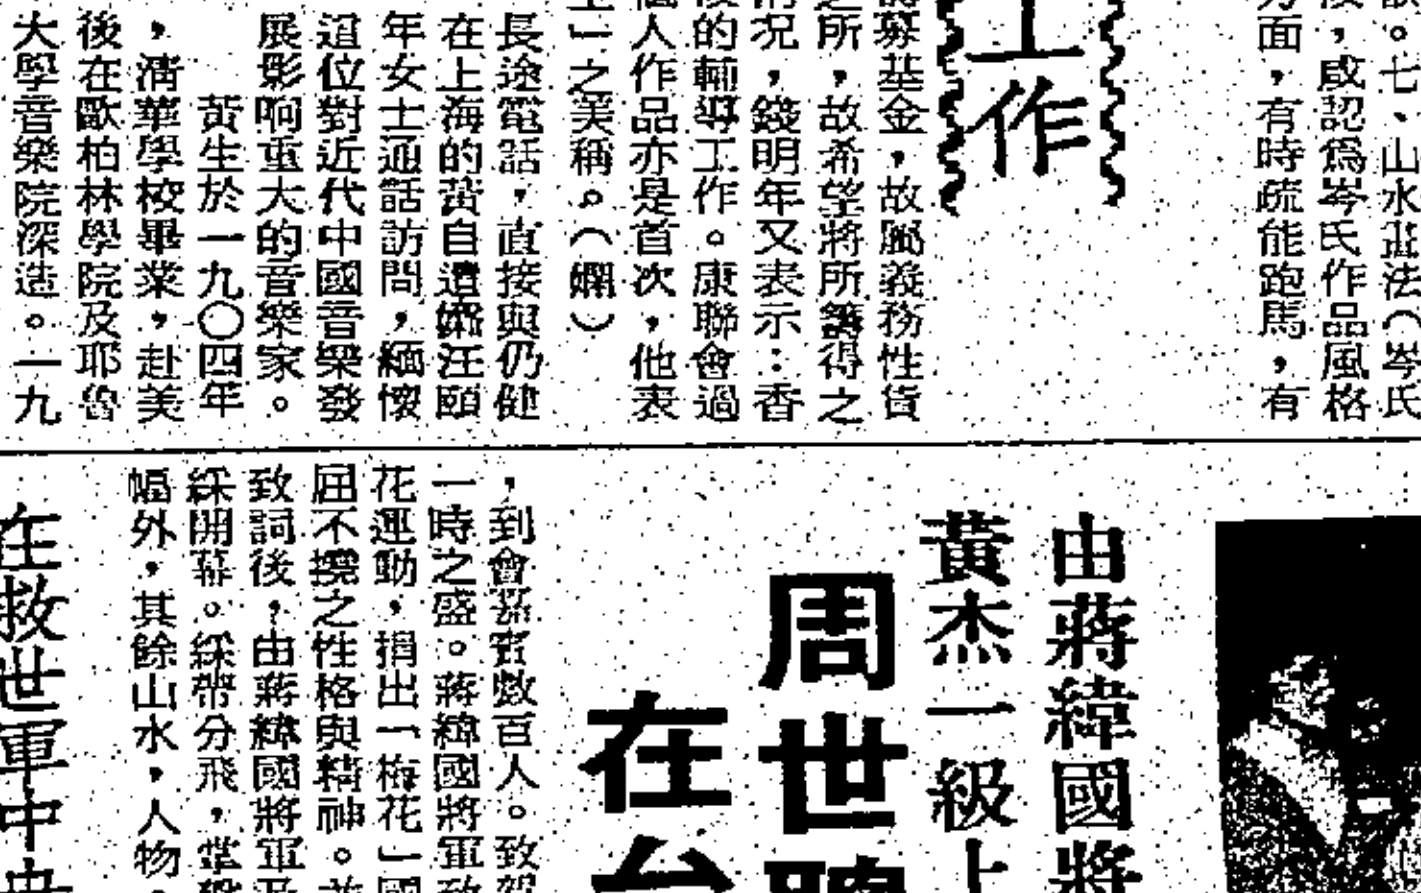 歉。七、山水畫法（岑氏
後，咸認爲岑氏作品風格
方面，有時疏能跑馬，有
工作
募基金，故屬義務性質
之所，故希望將所籌得之
情况，錢明年又表示：香
後的輔導工作。康聯會過
個人作品亦是首次，他表
」之美稱。（嫻）
長途電話，直接與仍健
在上海的黃自遺孀汪頤
年女士通話訪問，緬懷
這位對近代中國音樂發
展影响重大的音樂家。
黃生於一九〇四年
，淸華學校畢業，赴美
後在歐柏林學院及耶魯
大學音樂院深造。一九
由蔣緯國將
黃杰一級上
周世聰
在台
，到會嘉賓數百人。致賀
一時之盛。蔣緯國將軍致
花運動，捐出「梅花」國
屈不撓之性格與精神。並
致詞後，由蔣緯國將軍及
綵開幕。綵帶分飛，掌聲
幅外，其餘山水，人物，
在救世軍中央